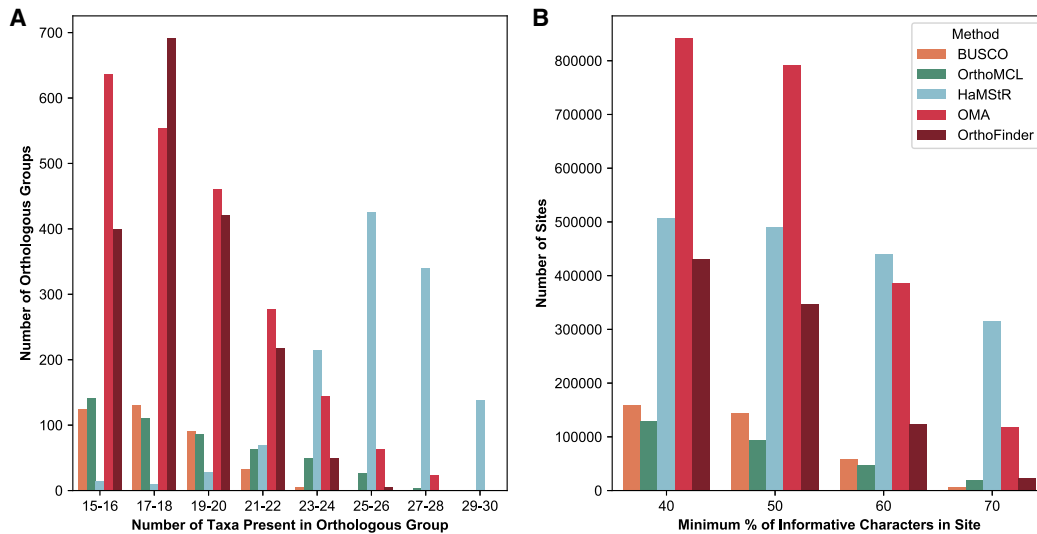 A
700
600
500
400
300
200
100
0
Number of Orthologous Groups
15-16 17-18 19-20 21-22 23-24 25-26 27-28 29-30
Number of Taxa Present in Orthologous Group
B
800000
700000
600000
500000
400000
300000
200000
100000
0
Number of Sites
40 50 60 70
Minimum % of Informative Characters in Site
Method
BUSCO
OrthoMCL
HaMStR
OMA
OrthoFinder